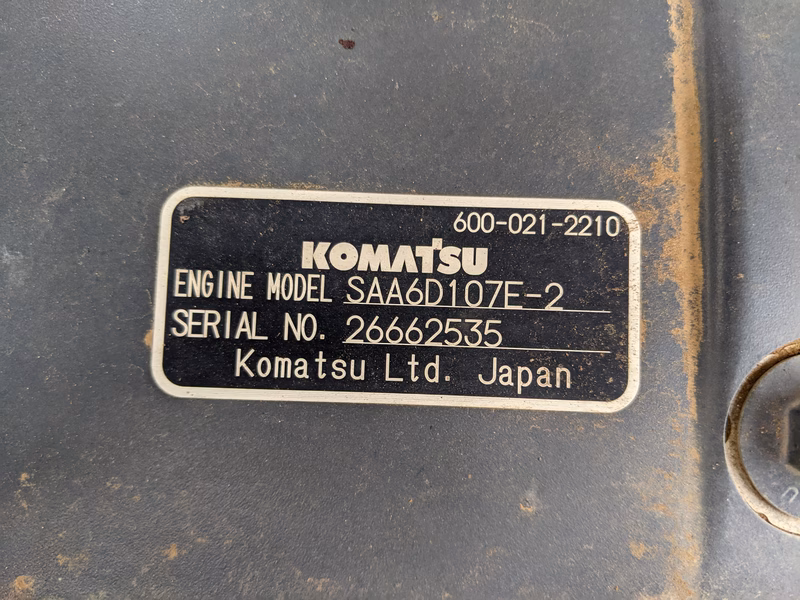 600-021-2210
KOMATSU
ENGINE MODEL SAA6D107E-2
SERIAL NO. 26662535
Komatsu Ltd. Japan